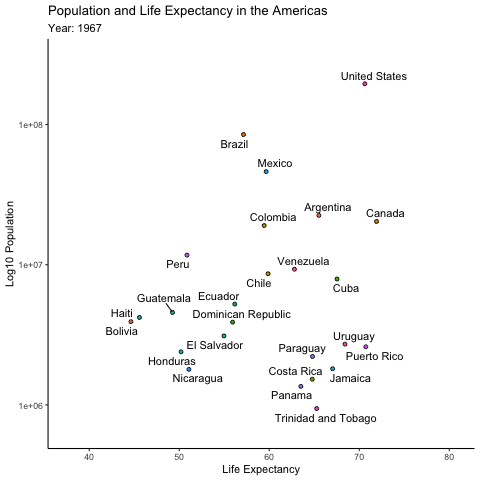 Population and Life Expectancy in the Americas
Year: 1967
United States
1e+08
Brazil
Mexico
Argentina
Canada
Colombia
Log10 Population
Peru
Venezuela
1e+07
Chile
Cuba
Guatemala
Ecuador
Haiti
Dominican Republic
Bolivia
El Salvador
Uruguay
Paraguay
Puerto Rico
Honduras
Costa Rica
Nicaragua
Jamaica
Panama
1e+06
Trinidad and Tobago
40 50 60 70 80
Life Expectancy